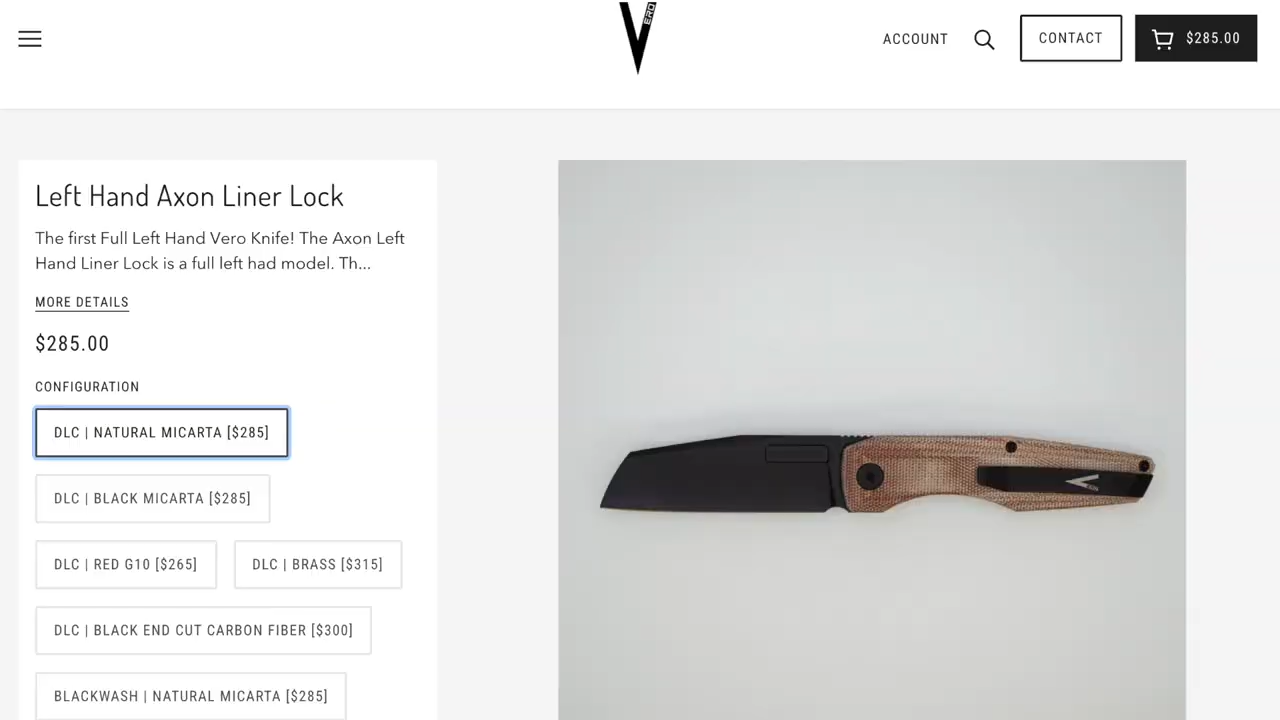 VERO
ACCOUNT
CONTACT
$285.00
Left Hand Axon Liner Lock
The first Full Left Hand Vero Knife! The Axon Left
Hand Liner Lock is a full left had model. Th...
MORE DETAILS
$285.00
CONFIGURATION
DLC | NATURAL MICARTA [$285]
DLC | BLACK MICARTA [$285]
DLC | RED G10 [$265]
DLC | BRASS [$315]
DLC | BLACK END CUT CARBON FIBER [$300]
BLACKWASH | NATURAL MICARTA [$285]